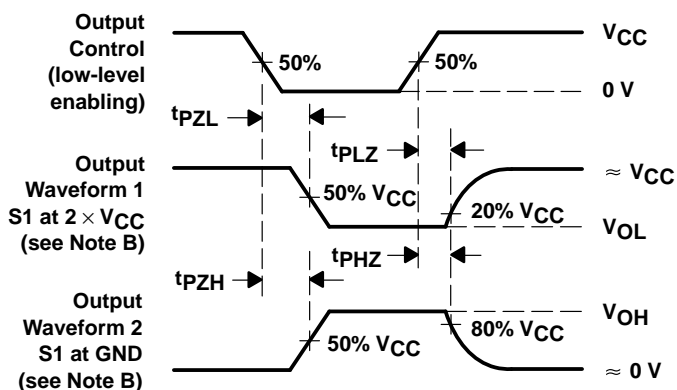 Output
Control
(low-level
enabling)
50%
50%
VCC
0 V
tPZL
tPLZ
Output
Waveform 1
S1 at 2 × VCC
(see Note B)
50% VCC
20% VCC
≈ VCC
VOL
tPZH
tPHZ
Output
Waveform 2
S1 at GND
(see Note B)
50% VCC
80% VCC
VOH
≈ 0 V